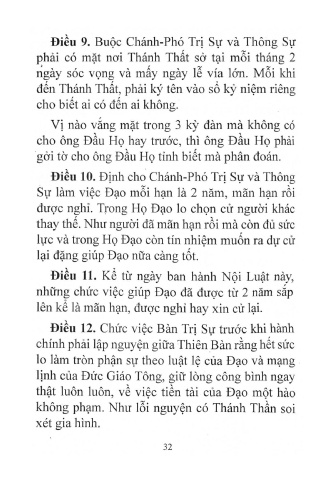 Điều 9. Buộc Chánh-Phó Trị Sự và Thông Sự
phải có mặt nơi Thánh Thất sở tại mỗi tháng 2
ngày sóc vọng và mấy ngày lễ vía lớn. Mỗi khi
đến Thánh Thất, phải ký tên vào sổ kỷ niệm riêng
cho biết ai có đến ai không.
Vị nào vắng mặt trong 3 kỳ đàn mà không có
cho ông Đầu Họ hay trước, thì ông Đầu Họ phải
gởi tờ cho ông Đầu Họ tỉnh biết mà phân đoán.
Điều 10. Định cho Chánh-Phó Trị Sự và Thông
Sự làm việc Đạo mỗi hạn là 2 năm, mãn hạn rồi
được nghỉ. Trong Họ Đạo lo chọn cử người khác
thay thế. Như người đã mãn hạn rồi mà còn đủ sức
lực và trong Họ Đạo còn tín nhiệm muốn ra dự cử
lại đặng giúp Đạo nữa càng tốt.
Điều 11. Kể từ ngày ban hành Nội Luật này,
những chức việc giúp Đạo đã được từ 2 năm sắp
lên kể là mãn hạn, được nghỉ hay xin cử lại.
Điều 12. Chức việc Bàn Trị Sự trước khi hành
chính phải lập nguyện giữa Thiên Bàn rằng hết sức
lo làm tròn phận sự theo luật lệ của Đạo và mạng
lịnh của Đức Giáo Tông, giữ lòng công bình ngay
thật luôn luôn, về việc tiền tài của Đạo một hào
không phạm. Như lỗi nguyện có Thánh Thần soi
xét gia hình.
32